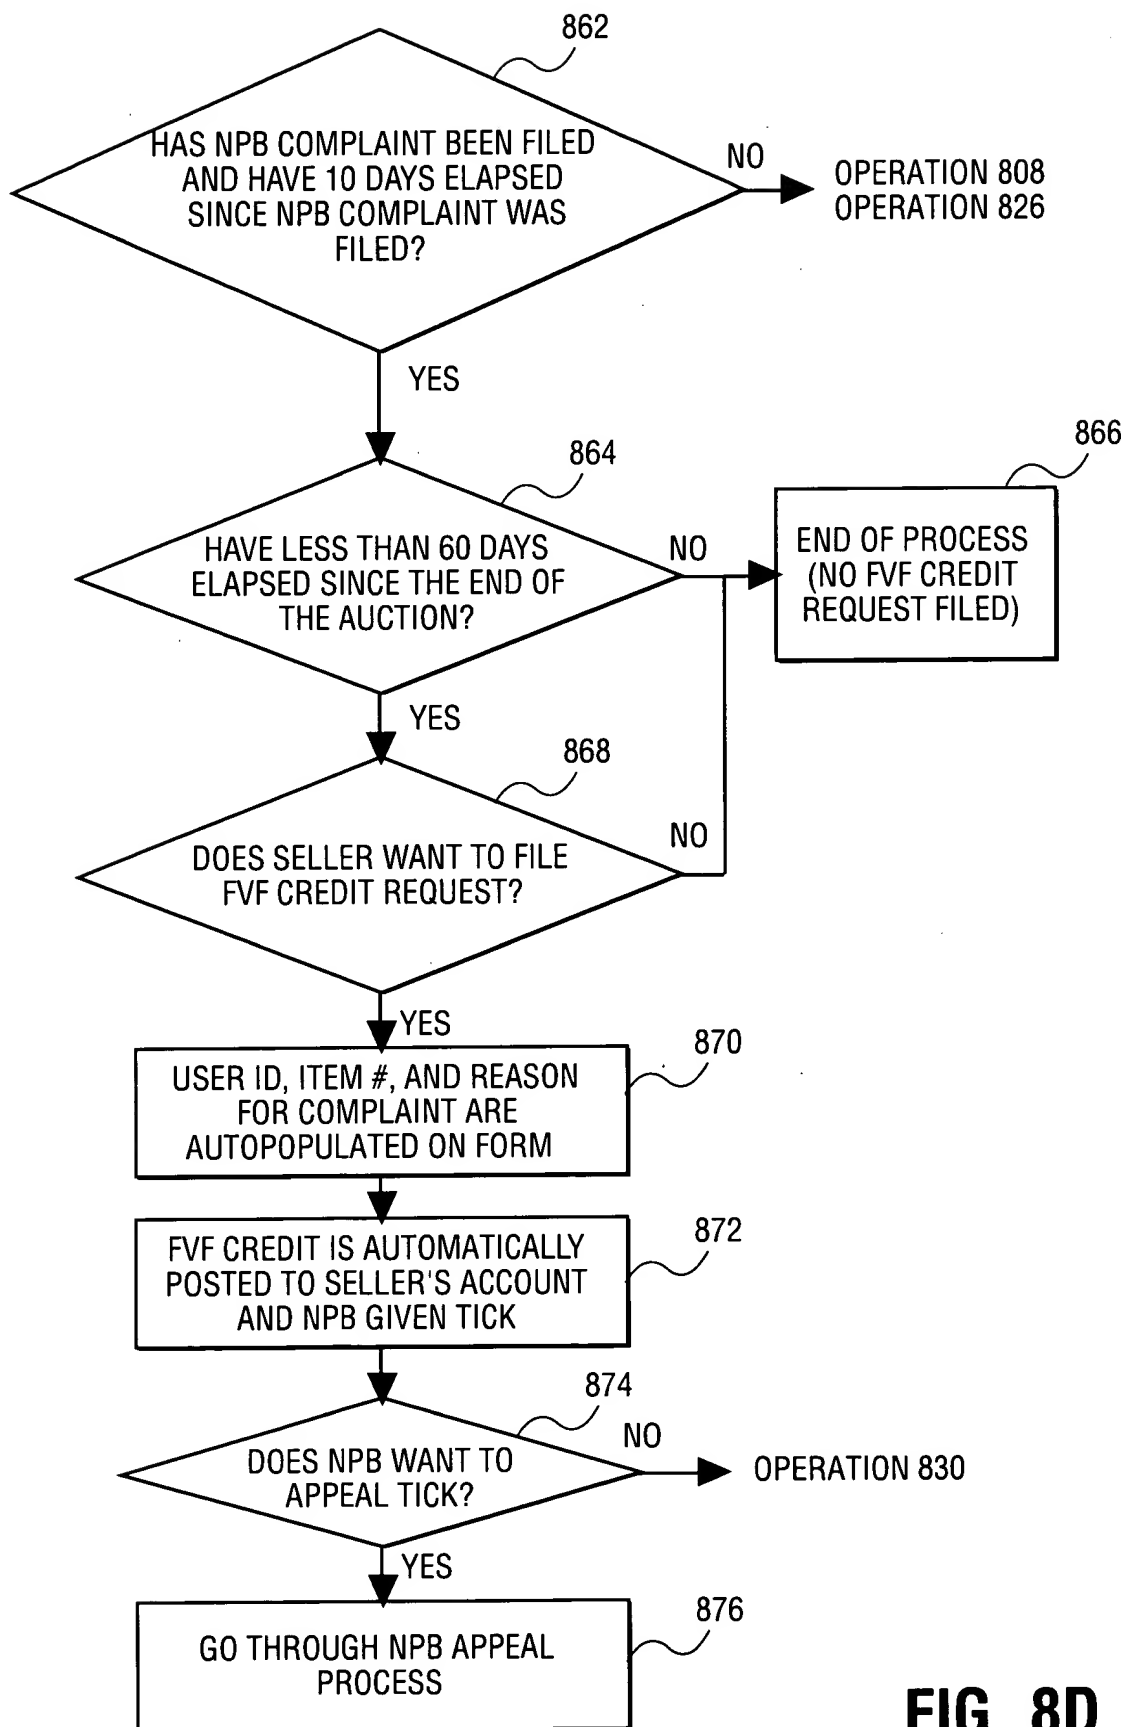 862
HAS NPB COMPLAINT BEEN FILED
AND HAVE 10 DAYS ELAPSED
SINCE NPB COMPLAINT WAS
FILED?
NO
OPERATION 808
OPERATION 826
YES
864
HAVE LESS THAN 60 DAYS
ELAPSED SINCE THE END OF
THE AUCTION?
NO
866
END OF PROCESS
(NO FVF CREDIT
REQUEST FILED)
YES
868
DOES SELLER WANT TO FILE
FVF CREDIT REQUEST?
NO
YES
870
USER ID, ITEM #, AND REASON
FOR COMPLAINT ARE
AUTOPOPULATED ON FORM
872
FVF CREDIT IS AUTOMATICALLY
POSTED TO SELLER'S ACCOUNT
AND NPB GIVEN TICK
874
DOES NPB WANT TO
APPEAL TICK?
NO
OPERATION 830
YES
876
GO THROUGH NPB APPEAL
PROCESS
FIG. 8D